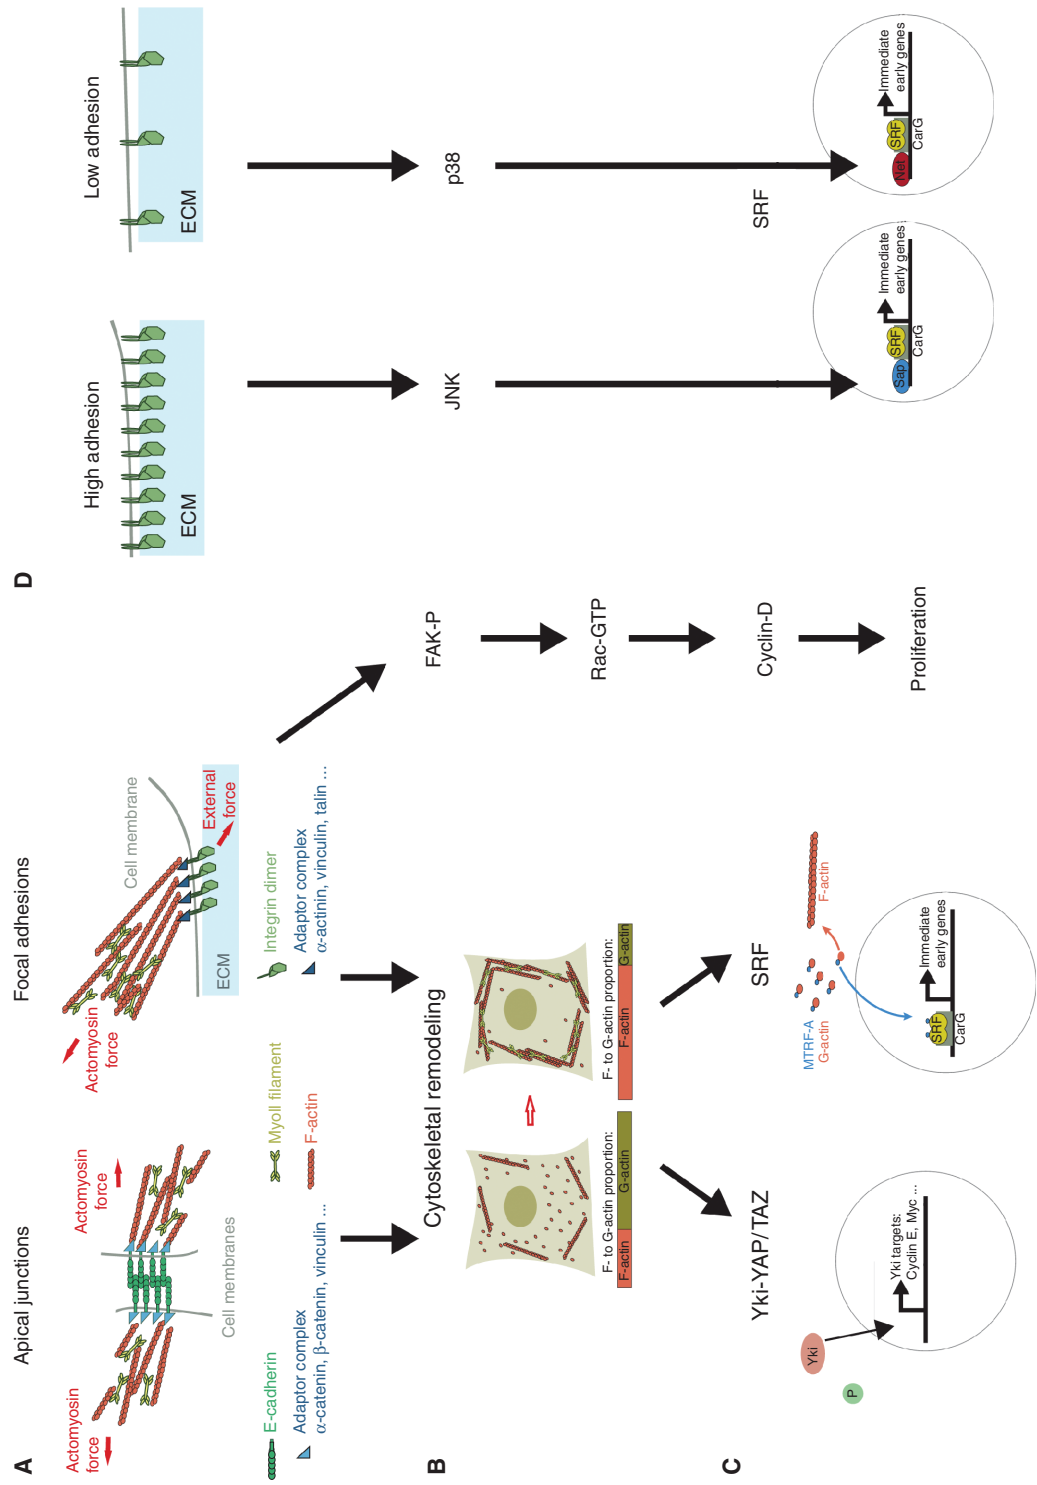 A
Apical junctions
Focal adhesions
Actomyosin
force
Actomyosin
force
Cell membranes
Actomyosin
force
Cell membrane
External
force
ECM
E-cadherin
Adaptor complex
α-catenin, β-catenin, vinculin ...
MyoII filament
F-actin
Integrin dimer
Adaptor complex
α-actinin, vinculin, talin ...
B
Cytoskeletal remodeling
F- to G-actin proportion:
F-actin
G-actin
F- to G-actin proportion:
F-actin
G-actin
FAK-P
Rac-GTP
Cyclin-D
Proliferation
C
Yki-YAP/TAZ
Yki
P
Yki targets:
Cyclin E, Myc ...
SRF
MTRF-A
G-actin
F-actin
SRF
CarG
Immediate
early genes
D
High adhesion
Low adhesion
ECM
ECM
JNK
p38
SRF
Sap
SRF
CarG
Immediate
early genes
Net
SRF
CarG
Immediate
early genes